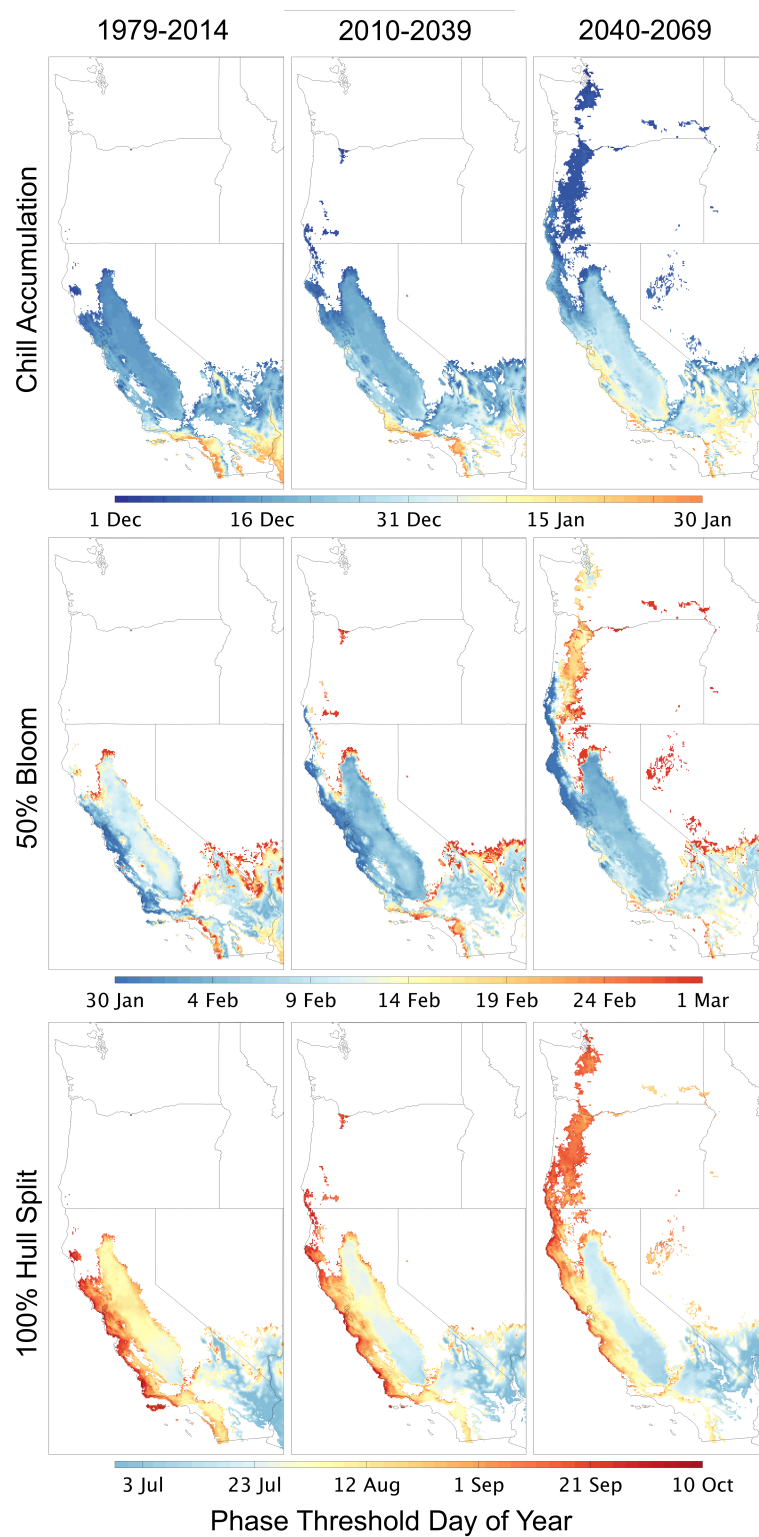 1979-2014 2010-2039 2040-2069
Chill Accumulation
1 Dec 16 Dec 31 Dec 15 Jan 30 Jan
50% Bloom
30 Jan 4 Feb 9 Feb 14 Feb 19 Feb 24 Feb 1 Mar
100% Hull Split
3 Jul 23 Jul 12 Aug 1 Sep 21 Sep 10 Oct
Phase Threshold Day of Year